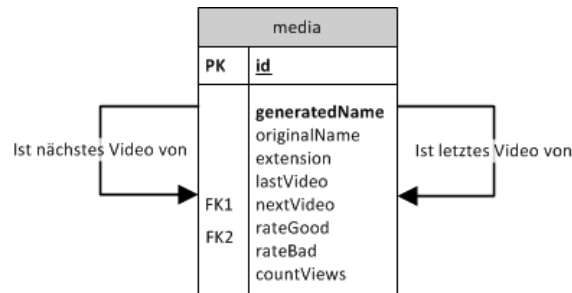 media
PK id
generatedName
originalName
Ist nächstes Video von
extension
Ist letztes Video von
lastVideo
FK1 nextVideo
FK2 rateGood
rateBad
countViews